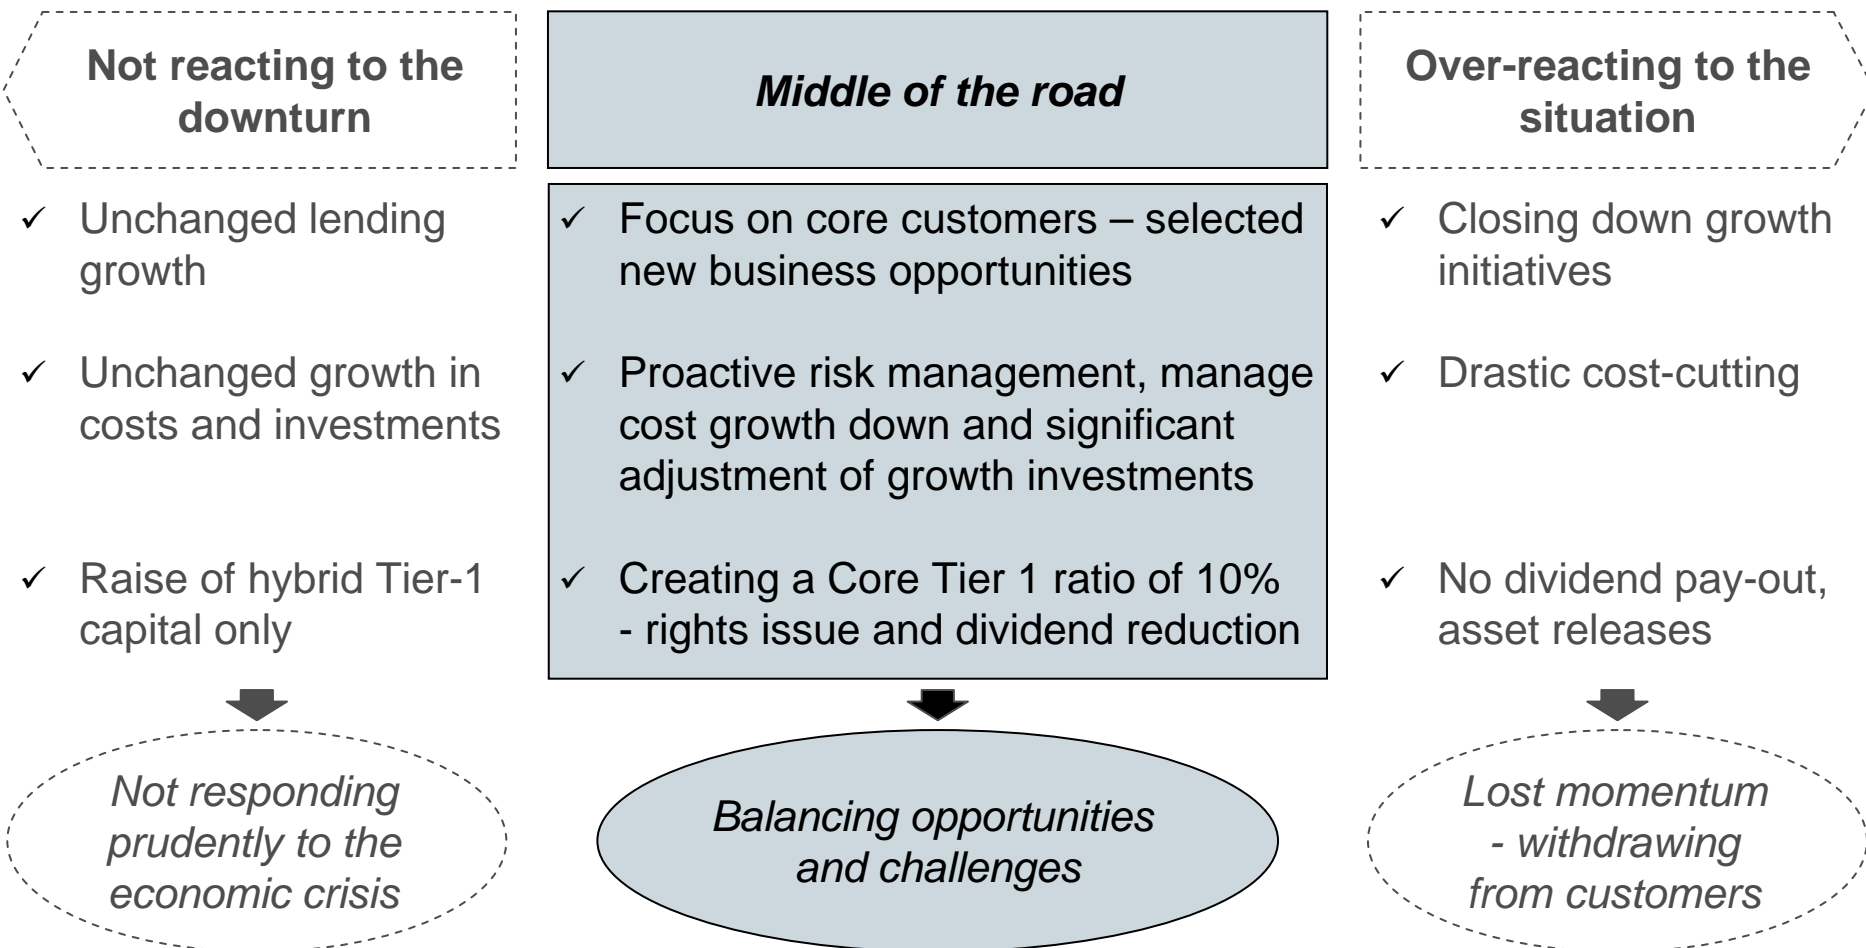 Not reacting to the
downturn
Middle of the road
Over-reacting to the
situation
✓ Unchanged lending
growth
✓ Unchanged growth in
costs and investments
✓ Raise of hybrid Tier-1
capital only
✓ Focus on core customers – selected
new business opportunities
✓ Proactive risk management, manage
cost growth down and significant
adjustment of growth investments
✓ Creating a Core Tier 1 ratio of 10%
- rights issue and dividend reduction
✓ Closing down growth
initiatives
✓ Drastic cost-cutting
✓ No dividend pay-out,
asset releases
Not responding
prudently to the
economic crisis
Balancing opportunities
and challenges
Lost momentum
- withdrawing
from customers